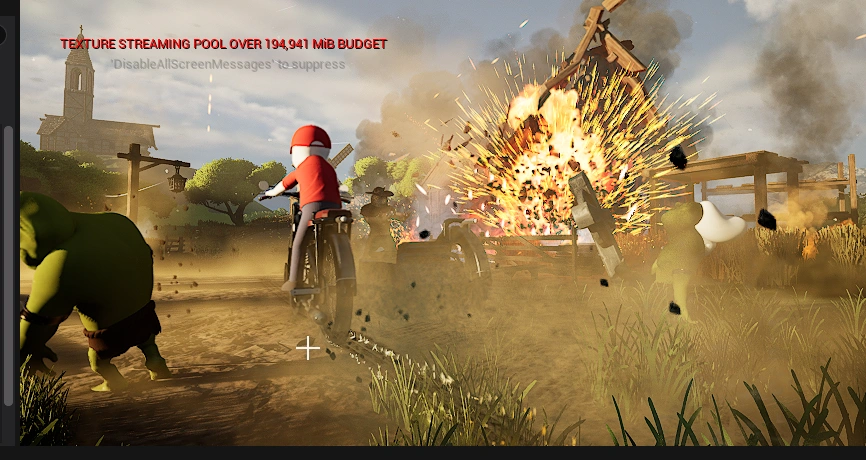 TEXTURE STREAMING POOL OVER 194,941 MiB BUDGET
'DisableAllScreenMessages' to suppress